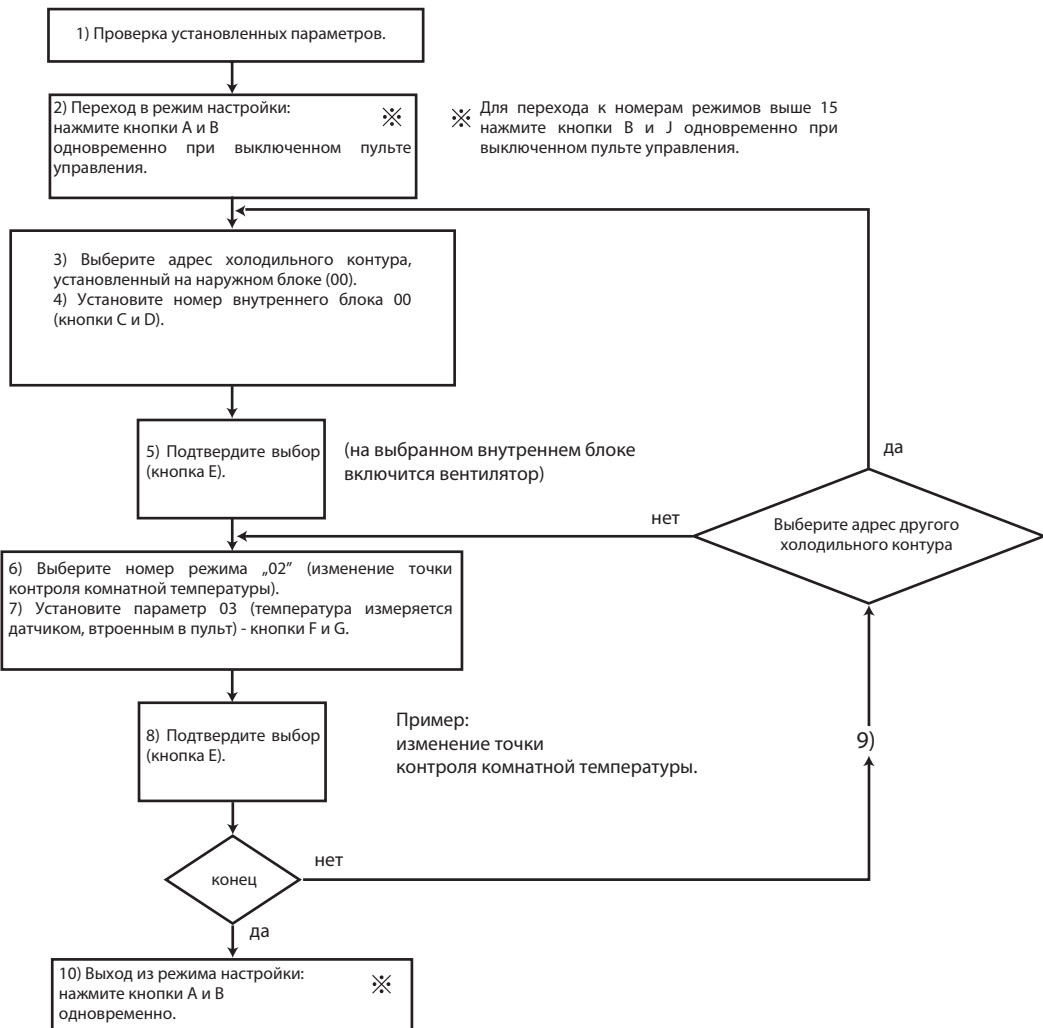 1) Проверка установленных параметров.
2) Переход в режим настройки: ※
нажмите кнопки A и B
одновременно при выключенном пульте
управления.
※ Для перехода к номерам режимов выше 15
нажмите кнопки B и J одновременно при
выключенном пульте управления.
3) Выберите адрес холодильного контура,
установленный на наружном блоке (00).
4) Установите номер внутреннего блока 00
(кнопки C и D).
5) Подтвердите выбор
(кнопка E).
(на выбранном внутреннем блоке
включится вентилятор)
да
нет
Выберите адрес другого
холодильного контура
6) Выберите номер режима „02” (изменение точки
контроля комнатной температуры).
7) Установите параметр 03 (температура измеряется
датчиком, втроенным в пульт) - кнопки F и G.
8) Подтвердите выбор
(кнопка E).
Пример:
изменение точки
контроля комнатной температуры.
9)
конец
нет
да
10) Выход из режима настройки: ※
нажмите кнопки A и B
одновременно.